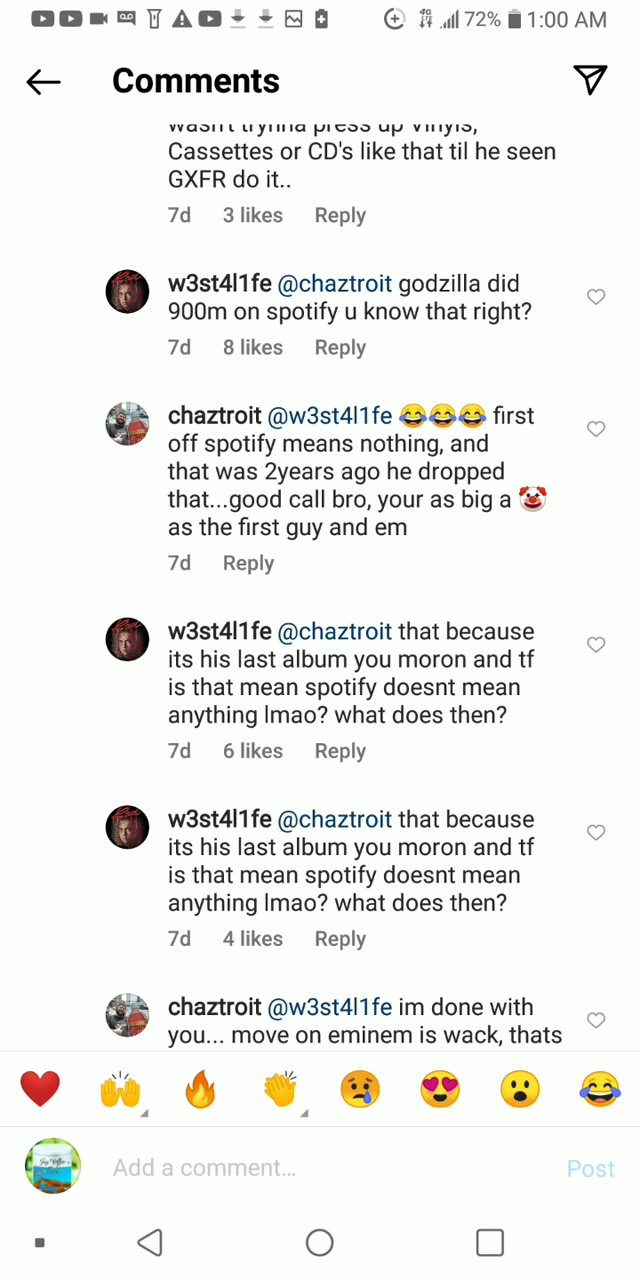 72% 1:00 AM
Comments
wasn't trynna press up Vinyls,
Cassettes or CD's like that til he seen
GXFR do it..
7d 3 likes Reply
w3st4l1fe @chaztroit godzilla did
900m on spotify u know that right?
7d 8 likes Reply
chaztroit @w3st4l1fe 😂😂😂 first
off spotify means nothing, and
that was 2years ago he dropped
that...good call bro, your as big a 🤡
as the first guy and em
7d Reply
w3st4l1fe @chaztroit that because
its his last album you moron and tf
is that mean spotify doesnt mean
anything lmao? what does then?
7d 6 likes Reply
w3st4l1fe @chaztroit that because
its his last album you moron and tf
is that mean spotify doesnt mean
anything lmao? what does then?
7d 4 likes Reply
chaztroit @w3st4l1fe im done with
you... move on eminem is wack, thats
Add a comment... Post